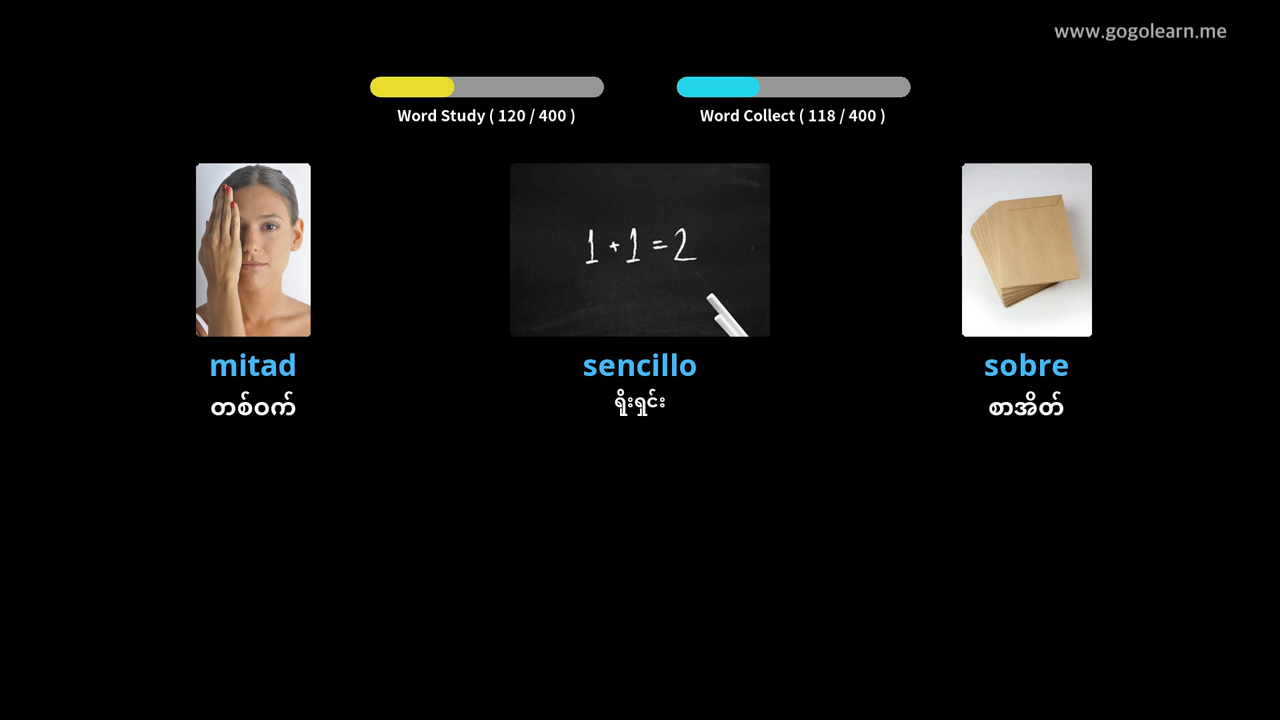 www.gogolearn.me
Word Study ( 120 / 400 )
Word Collect ( 118 / 400 )
1 + 1 = 2
mitad
တစ်ဝက်
sencillo
ရိုးရှင်း
sobre
စာအိတ်